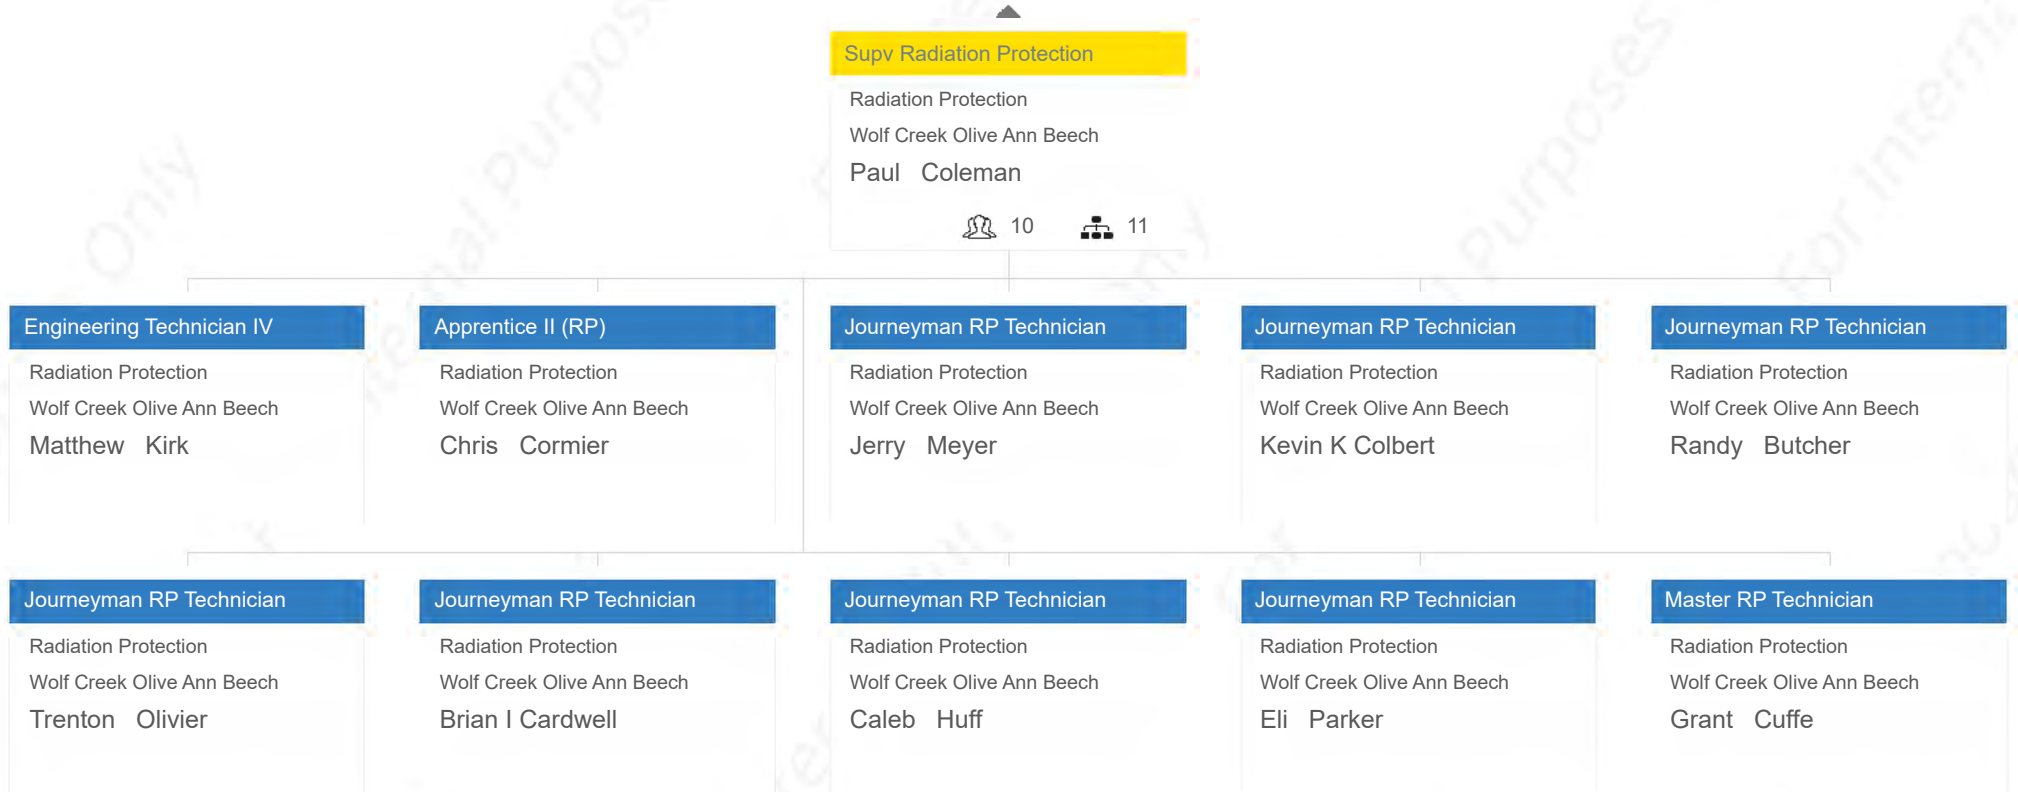 Supv Radiation Protection
Radiation Protection
Wolf Creek Olive Ann Beech
Paul Coleman
10 11
Engineering Technician IV
Radiation Protection
Wolf Creek Olive Ann Beech
Matthew Kirk
Apprentice II (RP)
Radiation Protection
Wolf Creek Olive Ann Beech
Chris Cormier
Journeyman RP Technician
Radiation Protection
Wolf Creek Olive Ann Beech
Jerry Meyer
Journeyman RP Technician
Radiation Protection
Wolf Creek Olive Ann Beech
Kevin K Colbert
Journeyman RP Technician
Radiation Protection
Wolf Creek Olive Ann Beech
Randy Butcher
Journeyman RP Technician
Radiation Protection
Wolf Creek Olive Ann Beech
Trenton Olivier
Journeyman RP Technician
Radiation Protection
Wolf Creek Olive Ann Beech
Brian I Cardwell
Journeyman RP Technician
Radiation Protection
Wolf Creek Olive Ann Beech
Caleb Huff
Journeyman RP Technician
Radiation Protection
Wolf Creek Olive Ann Beech
Eli Parker
Master RP Technician
Radiation Protection
Wolf Creek Olive Ann Beech
Grant Cuffe